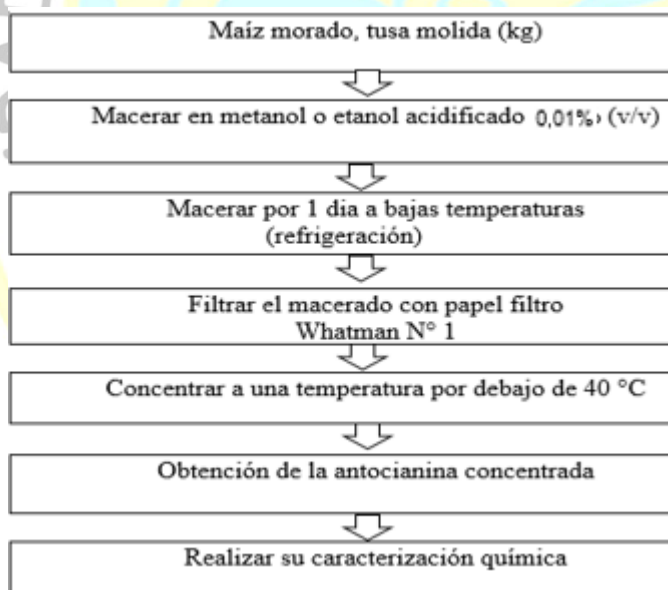 Maíz morado, tusa molida (kg)
Macerar en metanol o etanol acidificado 0,01%, (v/v)
Macerar por 1 dia a bajas temperaturas
(refrigeración)
Filtrar el macerado con papel filtro
Whatman N° 1
Concentrar a una temperatura por debajo de 40 °C
Obtención de la antocianina concentrada
Realizar su caracterización química